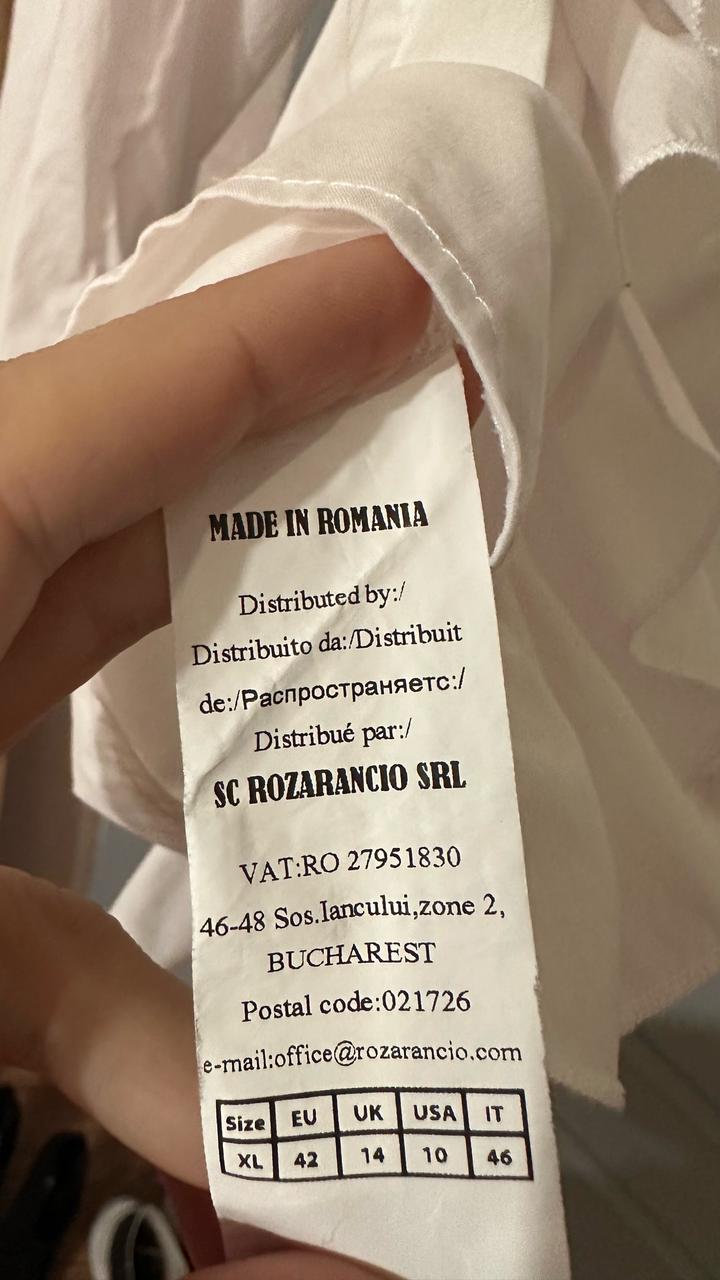 MADE IN ROMANIA
Distributed by:/
Distribuito da:/Distribuit
de:/Распространяетс:/
Distribué par:/
SC ROZARANCIO SRL
VAT:RO 27951830
46-48 Sos.Iancului,zone 2,
BUCHAREST
Postal code:021726
e-mail:office@rozarancio.com
Size EU UK USA IT
XL 42 14 10 46